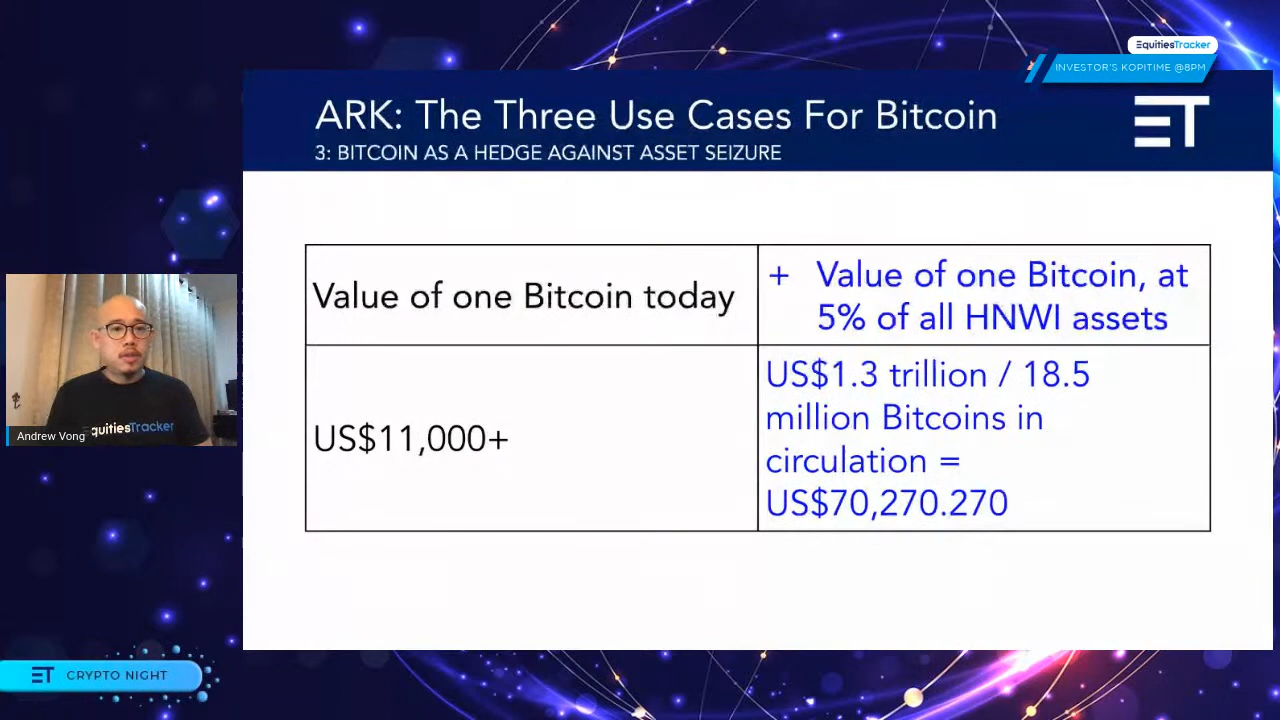 EquitiesTracker
INVESTOR'S KOPITIME @8PM
ARK: The Three Use Cases For Bitcoin
3: BITCOIN AS A HEDGE AGAINST ASSET SEIZURE
ET
Value of one Bitcoin today
+ Value of one Bitcoin, at
5% of all HNWI assets
US$11,000+
US$1.3 trillion / 18.5
million Bitcoins in
circulation =
US$70,270.270
EquitiesTracker
Andrew Vong
ET CRYPTO NIGHT